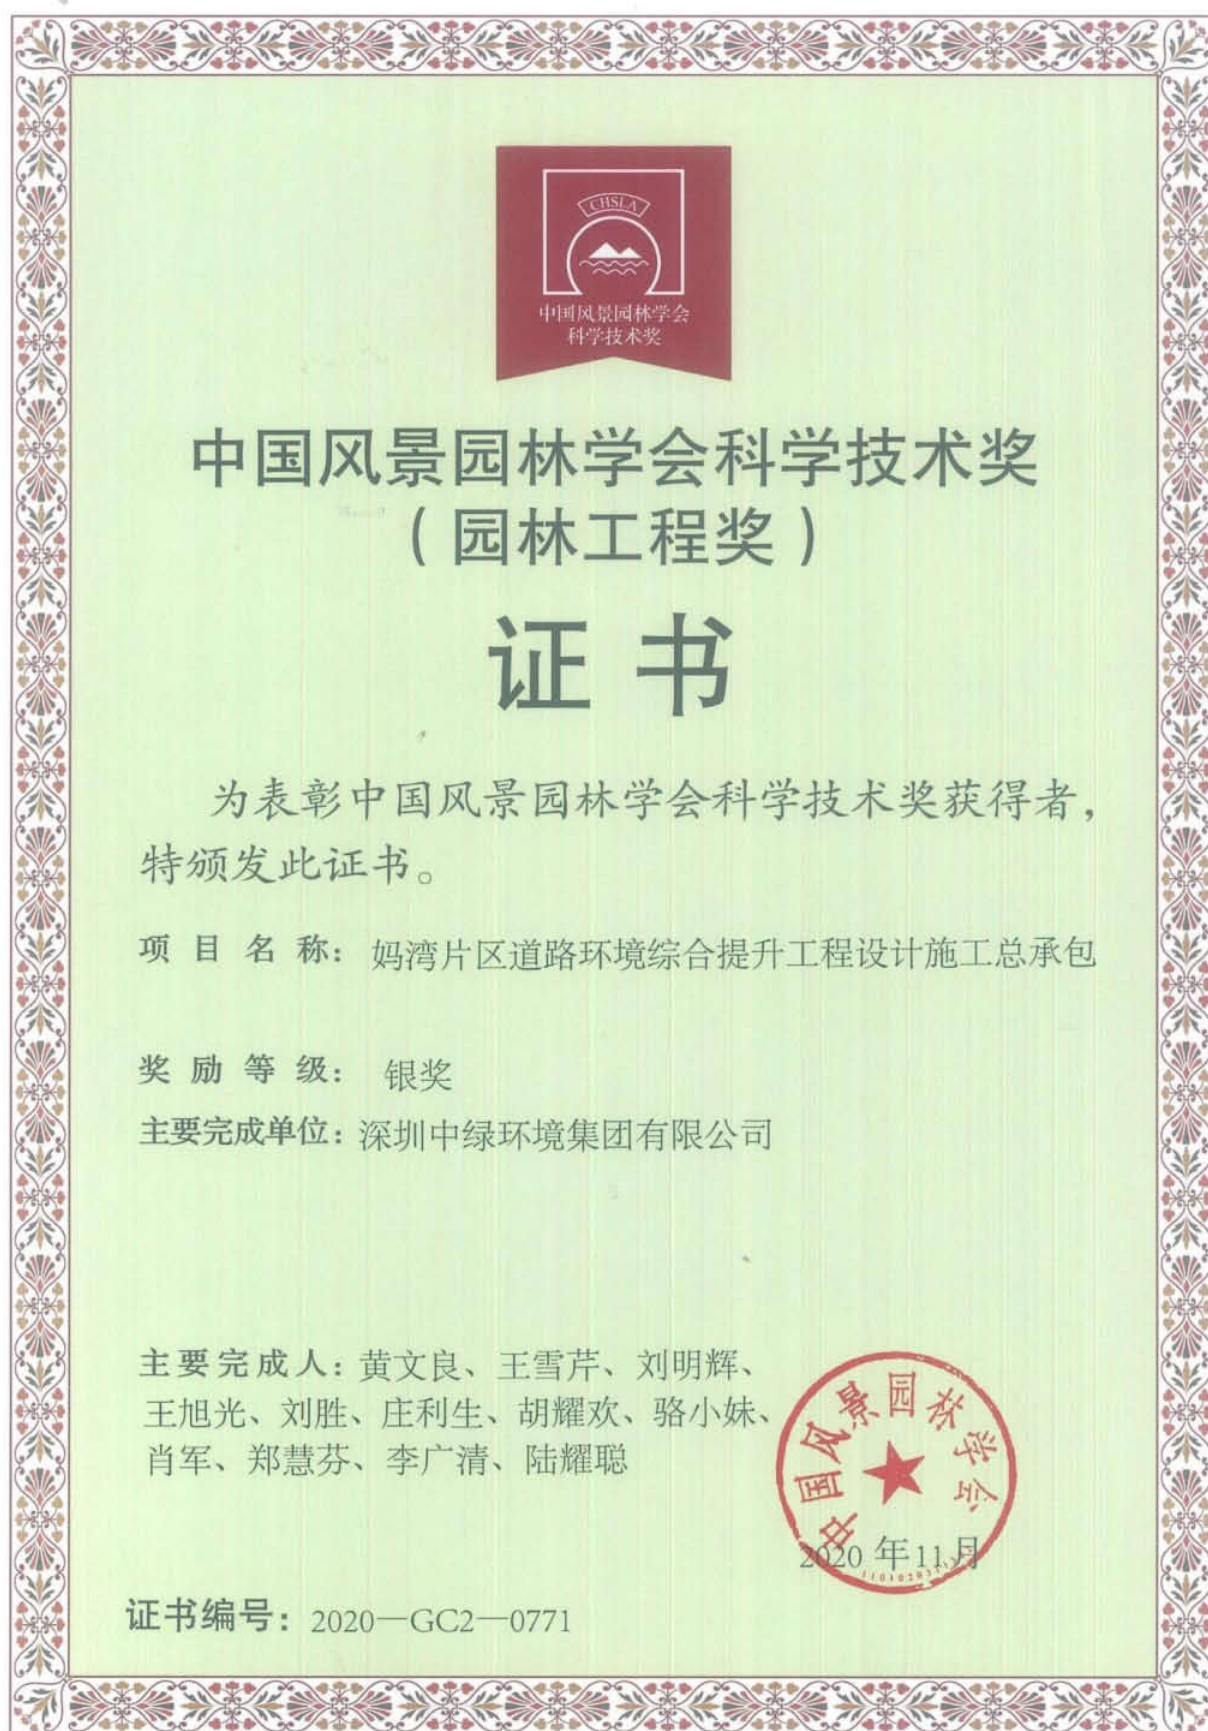 CHSLA
中国风景园林学会
科学技术奖
中国风景园林学会科学技术奖
（园林工程奖）
证书
为表彰中国风景园林学会科学技术奖获得者，
特颁发此证书。
项目名称：妈湾片区道路环境综合提升工程设计施工总承包
奖励等级：银奖
主要完成单位：深圳中绿环境集团有限公司
主要完成人：黄文良、王雪芹、刘明辉、
王旭光、刘胜、庄利生、胡耀欢、骆小妹、
肖军、郑慧芬、李广清、陆耀聪
中国风景园林学会
2020年11月
证书编号：2020—GC2—0771